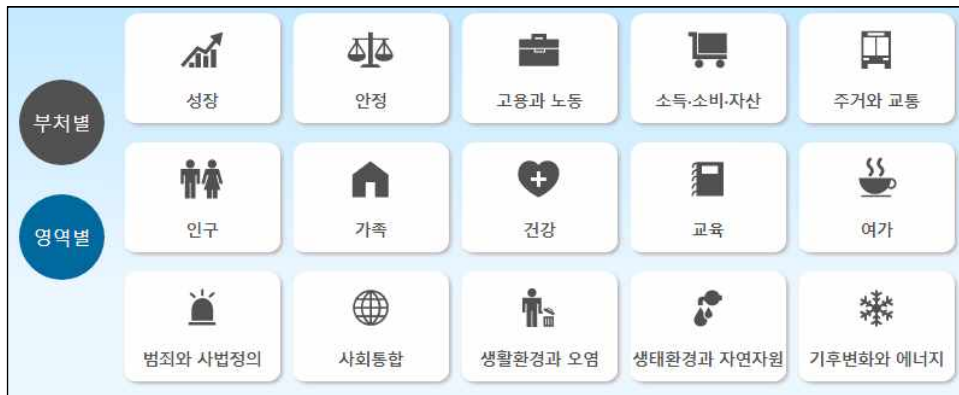 부처별
영역별
성장
안정
고용과 노동
소득·소비·자산
주거와 교통
인구
가족
건강
교육
여가
범죄와 사법정의
사회통합
생활환경과 오염
생태환경과 자연자원
기후변화와 에너지